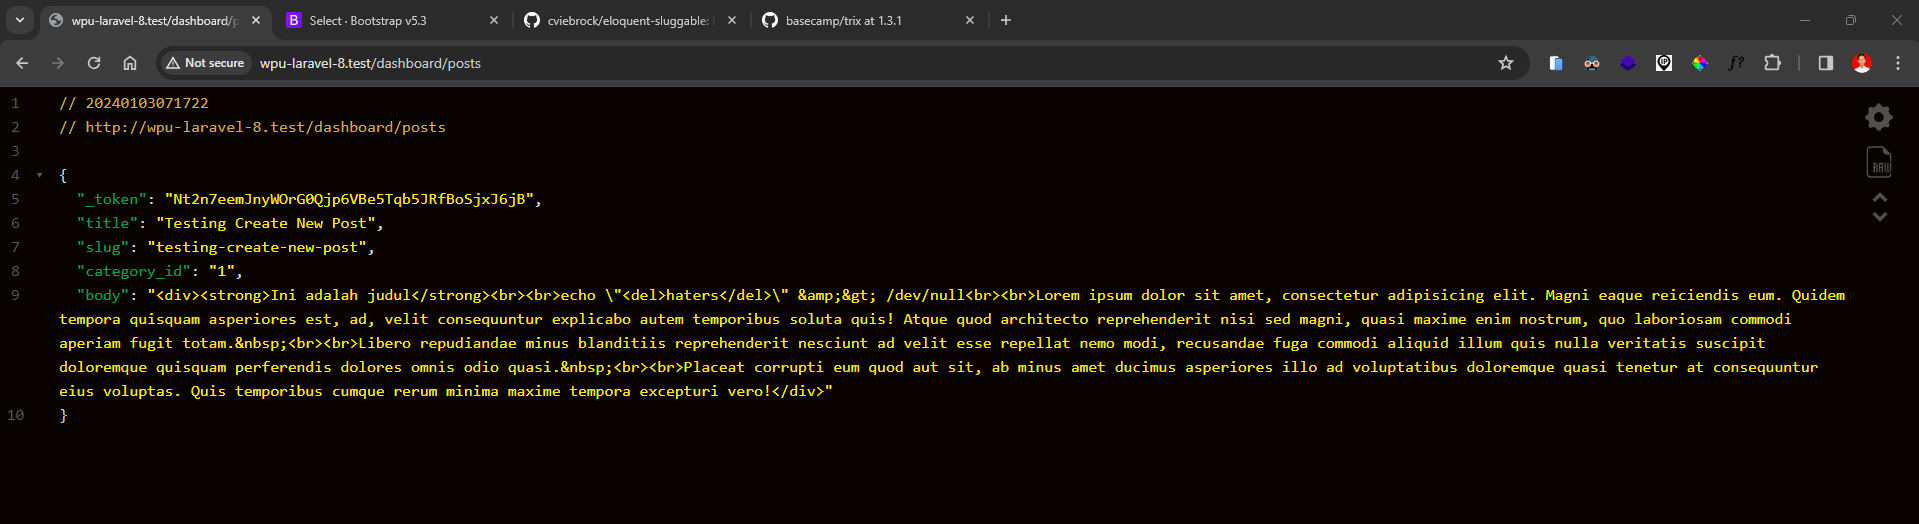 wpu-laravel-8.test/dashboard/p
Select · Bootstrap v5.3
cviebrock/eloquent-sluggable:
basecamp/trix at 1.3.1
Not secure
wpu-laravel-8.test/dashboard/posts
1 // 20240103071722
2 // http://wpu-laravel-8.test/dashboard/posts
3
4 {
5 "_token": "Nt2n7eemJnyWOrG0Qjp6VBe5Tqb5JRfBoSjxJ6jB",
6 "title": "Testing Create New Post",
7 "slug": "testing-create-new-post",
8 "category_id": "1",
9 "body": "<div><strong>Ini adalah judul</strong><br><br>echo \"<del>haters</del>\" &amp;&gt; /dev/null<br><br>Lorem ipsum dolor sit amet, consectetur adipisicing elit. Magni eaque reiciendis eum. Quidem
tempora quisquam asperiores est, ad, velit consequuntur explicabo autem temporibus soluta quis! Atque quod architecto reprehenderit nisi sed magni, quasi maxime enim nostrum, quo laboriosam commodi
aperiam fugit totam.&nbsp;<br><br>Libero repudiandae minus blanditiis reprehenderit nesciunt ad velit esse repellat nemo modi, recusandae fuga commodi aliquid illum quis nulla veritatis suscipit
doloremque quisquam perferendis dolores omnis odio quasi.&nbsp;<br><br>Placeat corrupti eum quod aut sit, ab minus amet ducimus asperiores illo ad voluptatibus doloremque quasi tenetur at consequuntur
eius voluptas. Quis temporibus cumque rerum minima maxime tempora excepturi vero!</div>"
10 }
RAW
f?
B